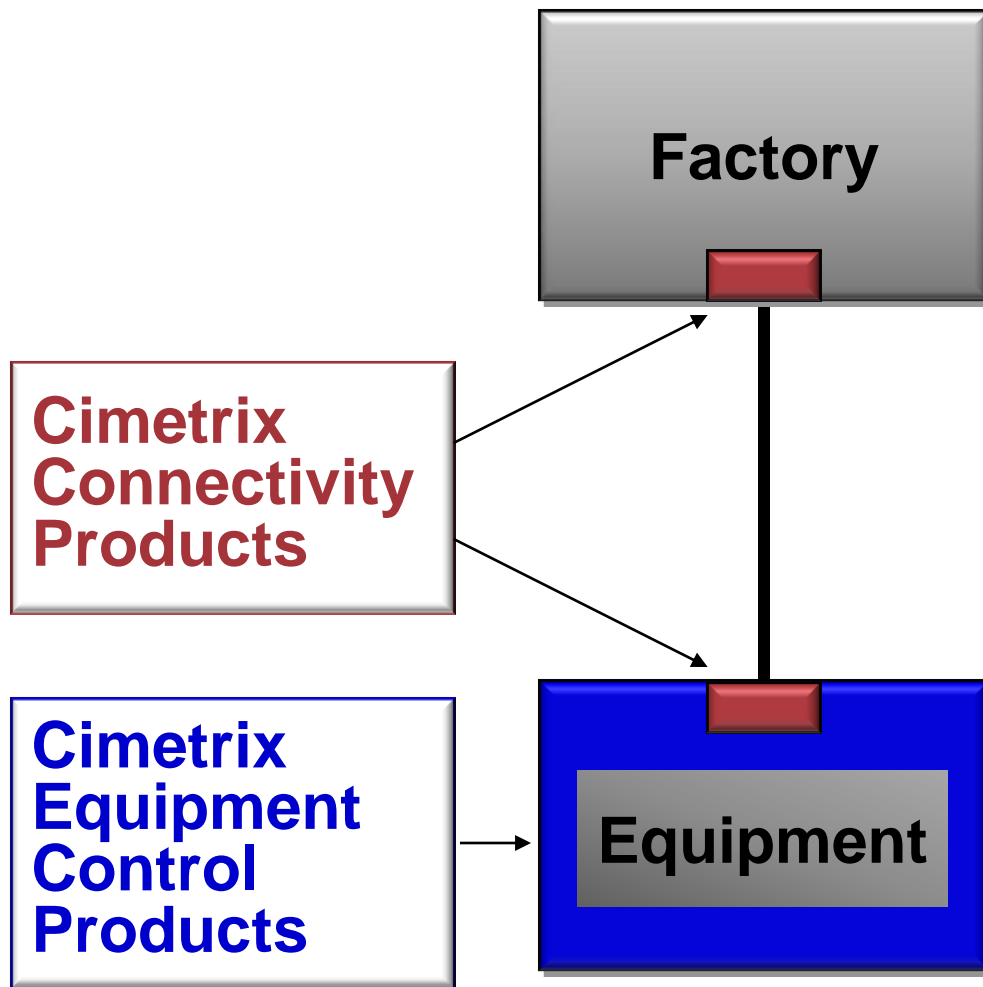 Factory
Cimetrix
Connectivity
Products
Cimetrix
Equipment
Control
Products
Equipment